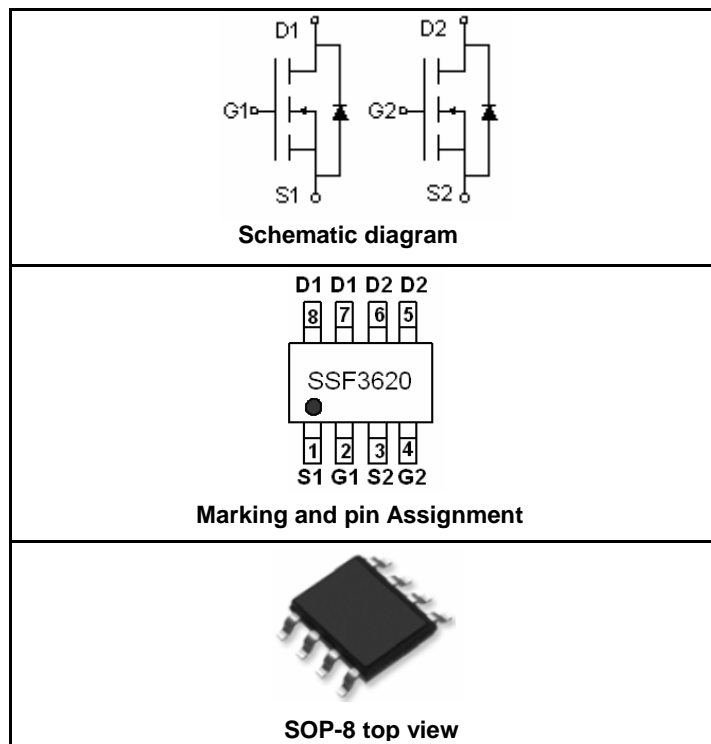 D1 D2
G1 G2
S1 S2
Schematic diagram
D1 D1 D2 D2
8 7 6 5
SSF3620
1 2 3 4
S1 G1 S2 G2
Marking and pin Assignment
SOP-8 top view